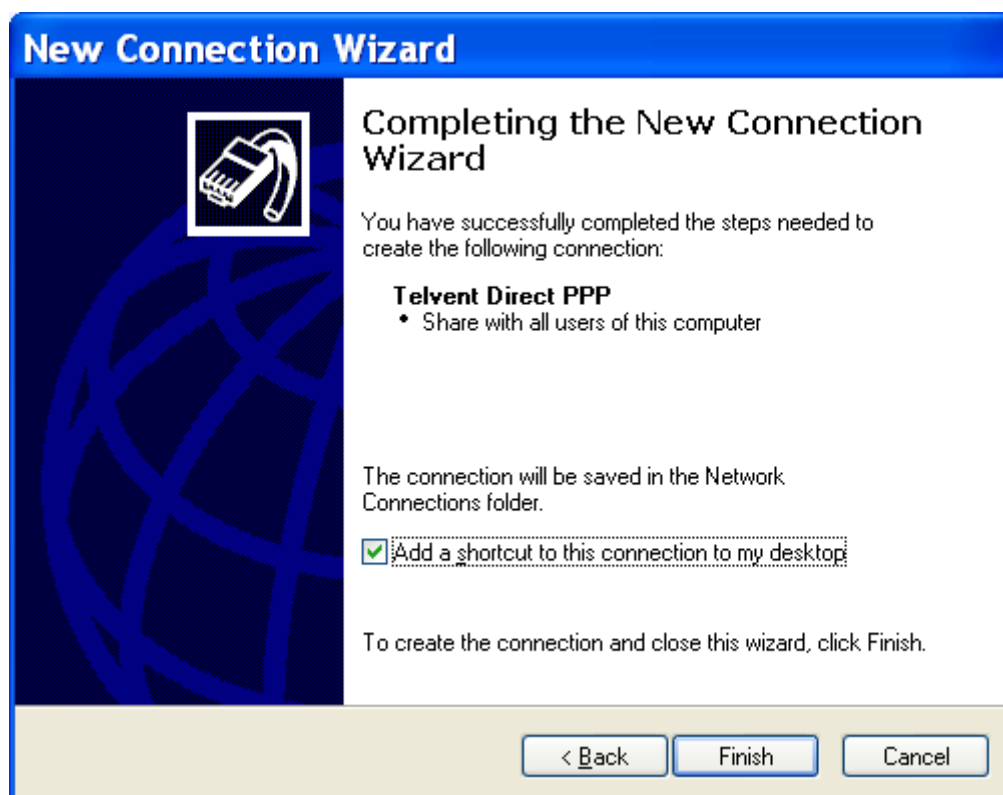 New Connection Wizard
Completing the New Connection
Wizard
You have successfully completed the steps needed to
create the following connection:
Telvent Direct PPP
• Share with all users of this computer
The connection will be saved in the Network
Connections folder.
Add a shortcut to this connection to my desktop
To create the connection and close this wizard, click Finish.
< Back Finish Cancel